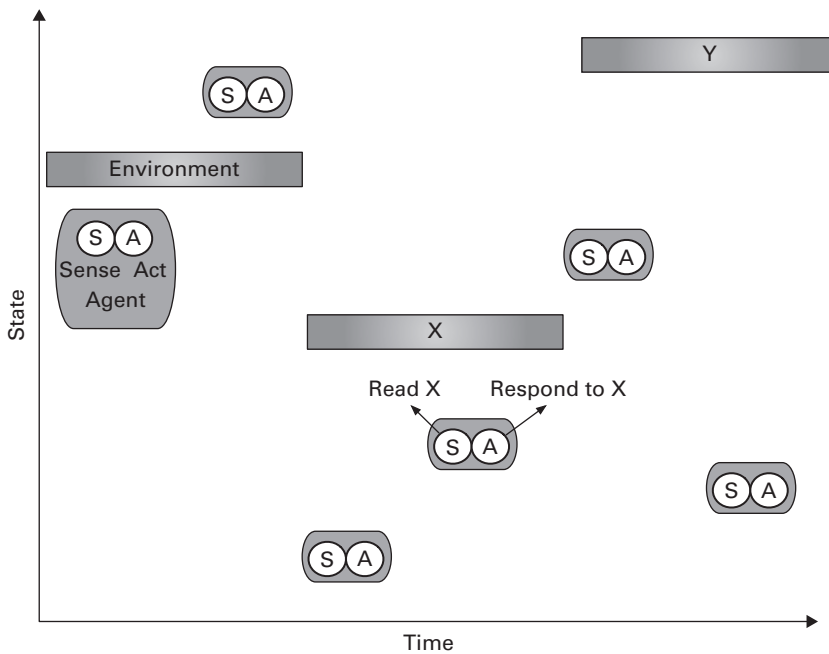 Y
S A
Environment
S A
Sense Act
Agent
S A
X
Read X Respond to X
S A
S A
S A
State
Time